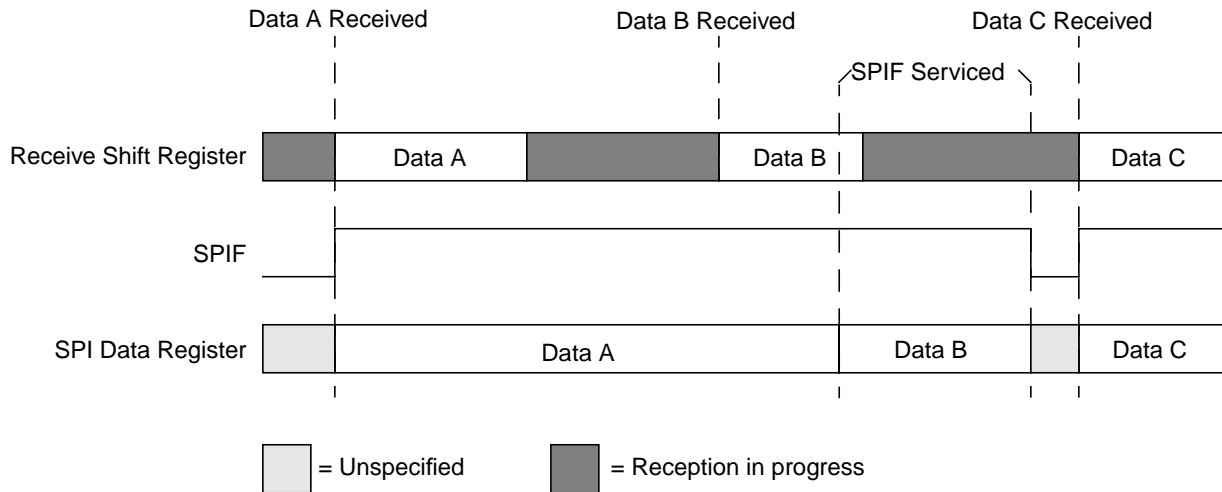 Data A Received
Data B Received
Data C Received
SPIF Serviced
Receive Shift Register
Data A
Data B
Data C
SPIF
SPI Data Register
Data A
Data B
Data C
= Unspecified
= Reception in progress